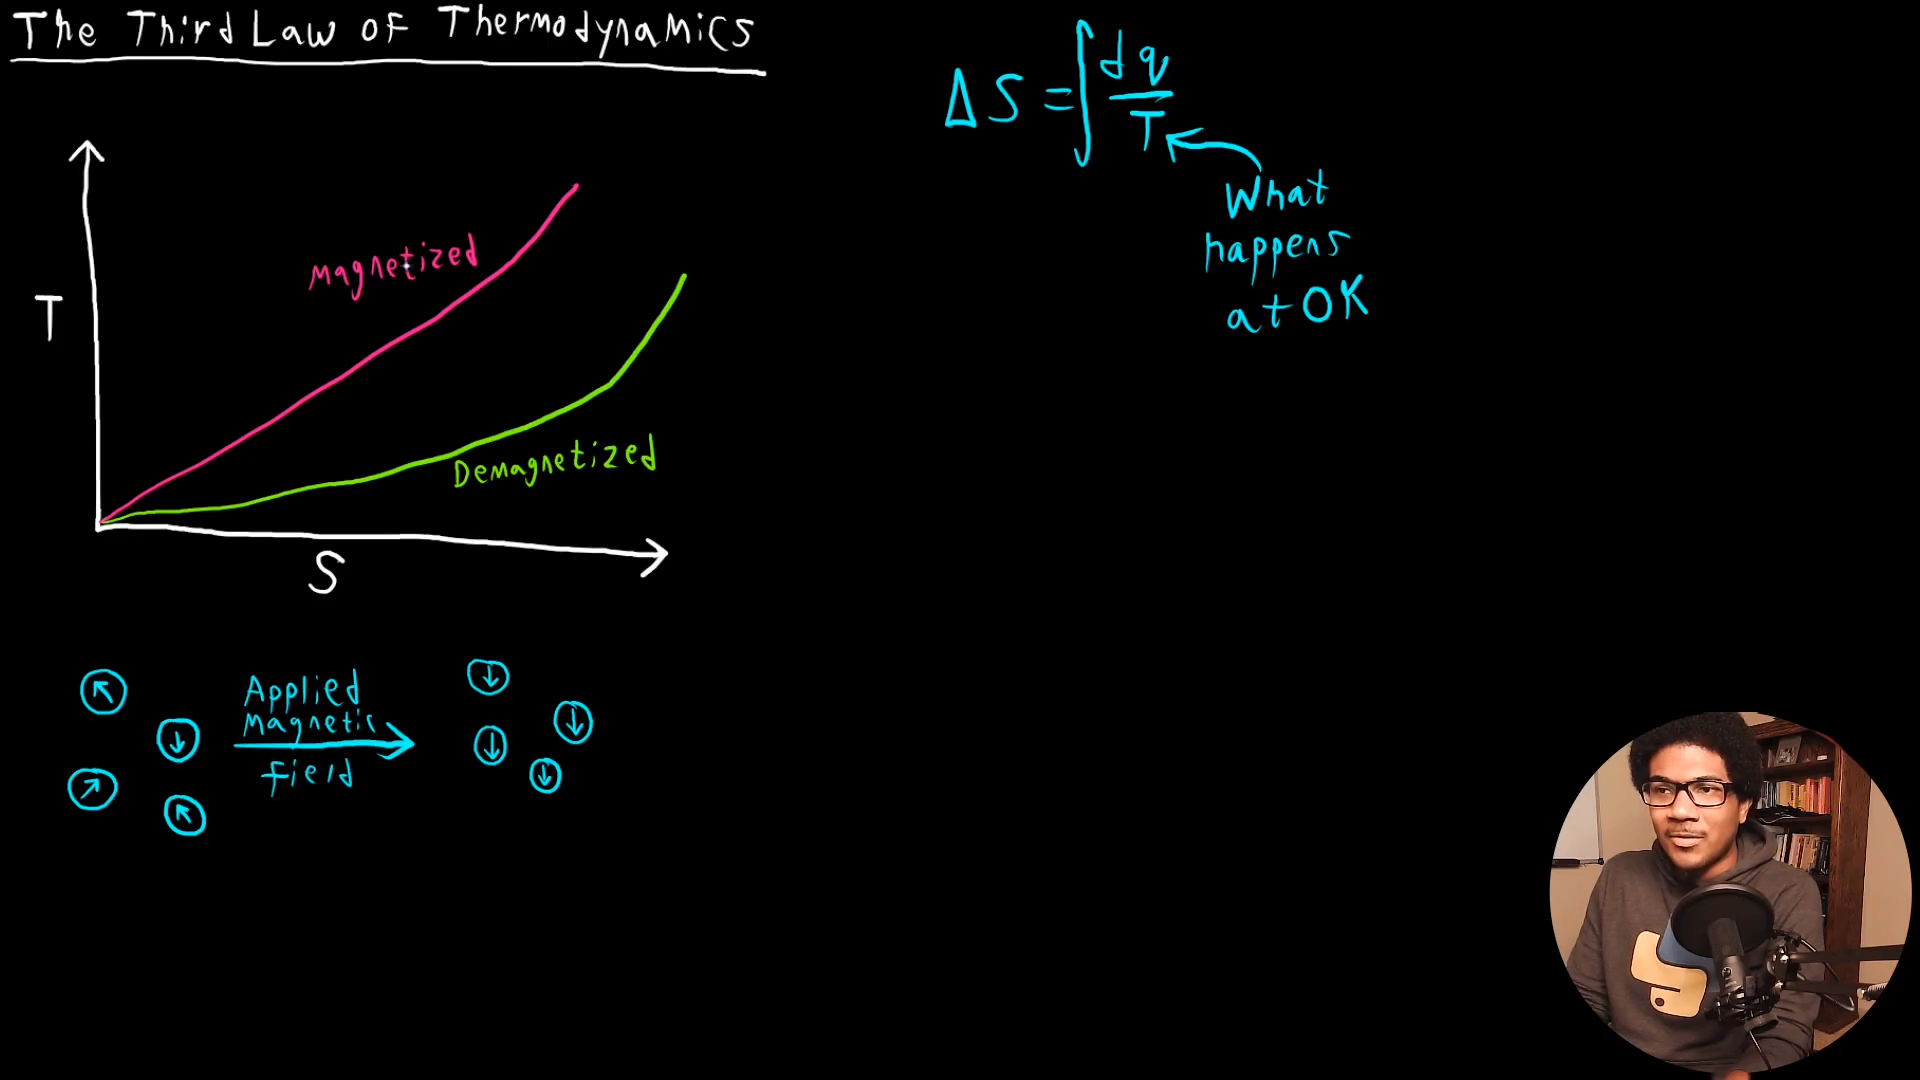 The Third Law of Thermodynamics
ΔS = ∫ dq
T
What
happens
at 0K
Magnetized
T
Demagnetized
S
Applied
Magnetic
field